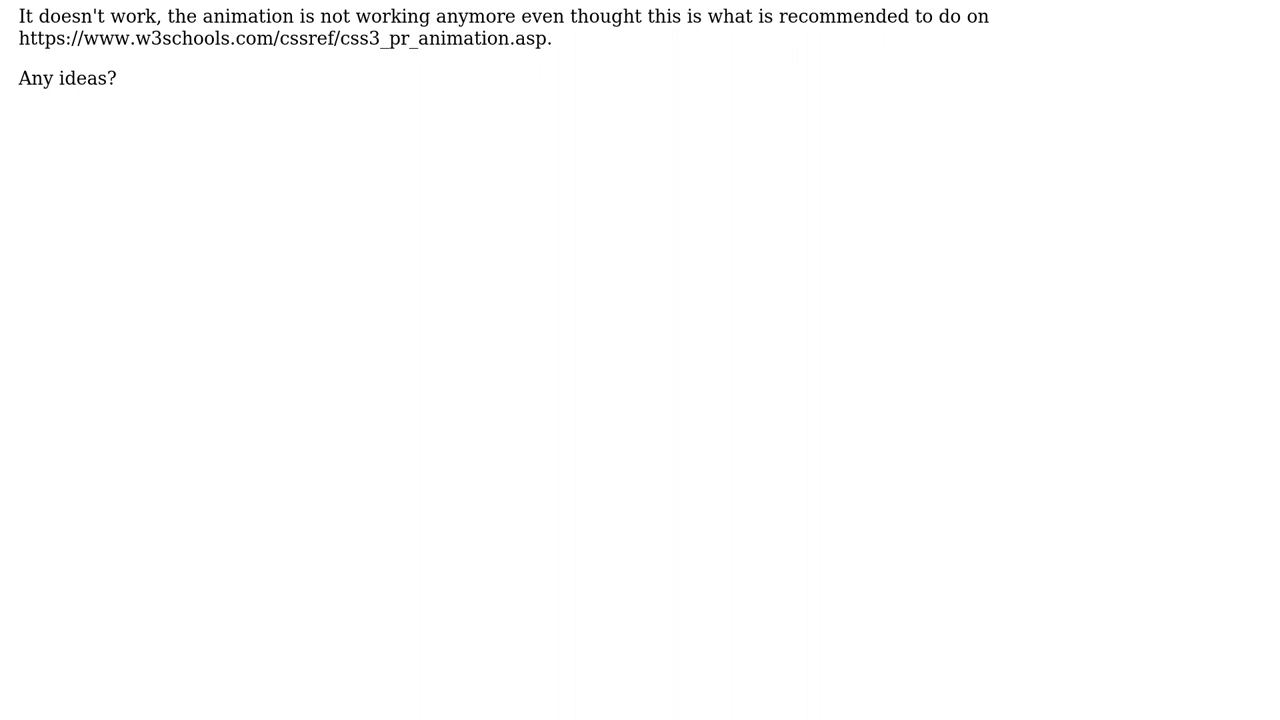 It doesn't work, the animation is not working anymore even thought this is what is recommended to do on
https://www.w3schools.com/cssref/css3_pr_animation.asp.
Any ideas?